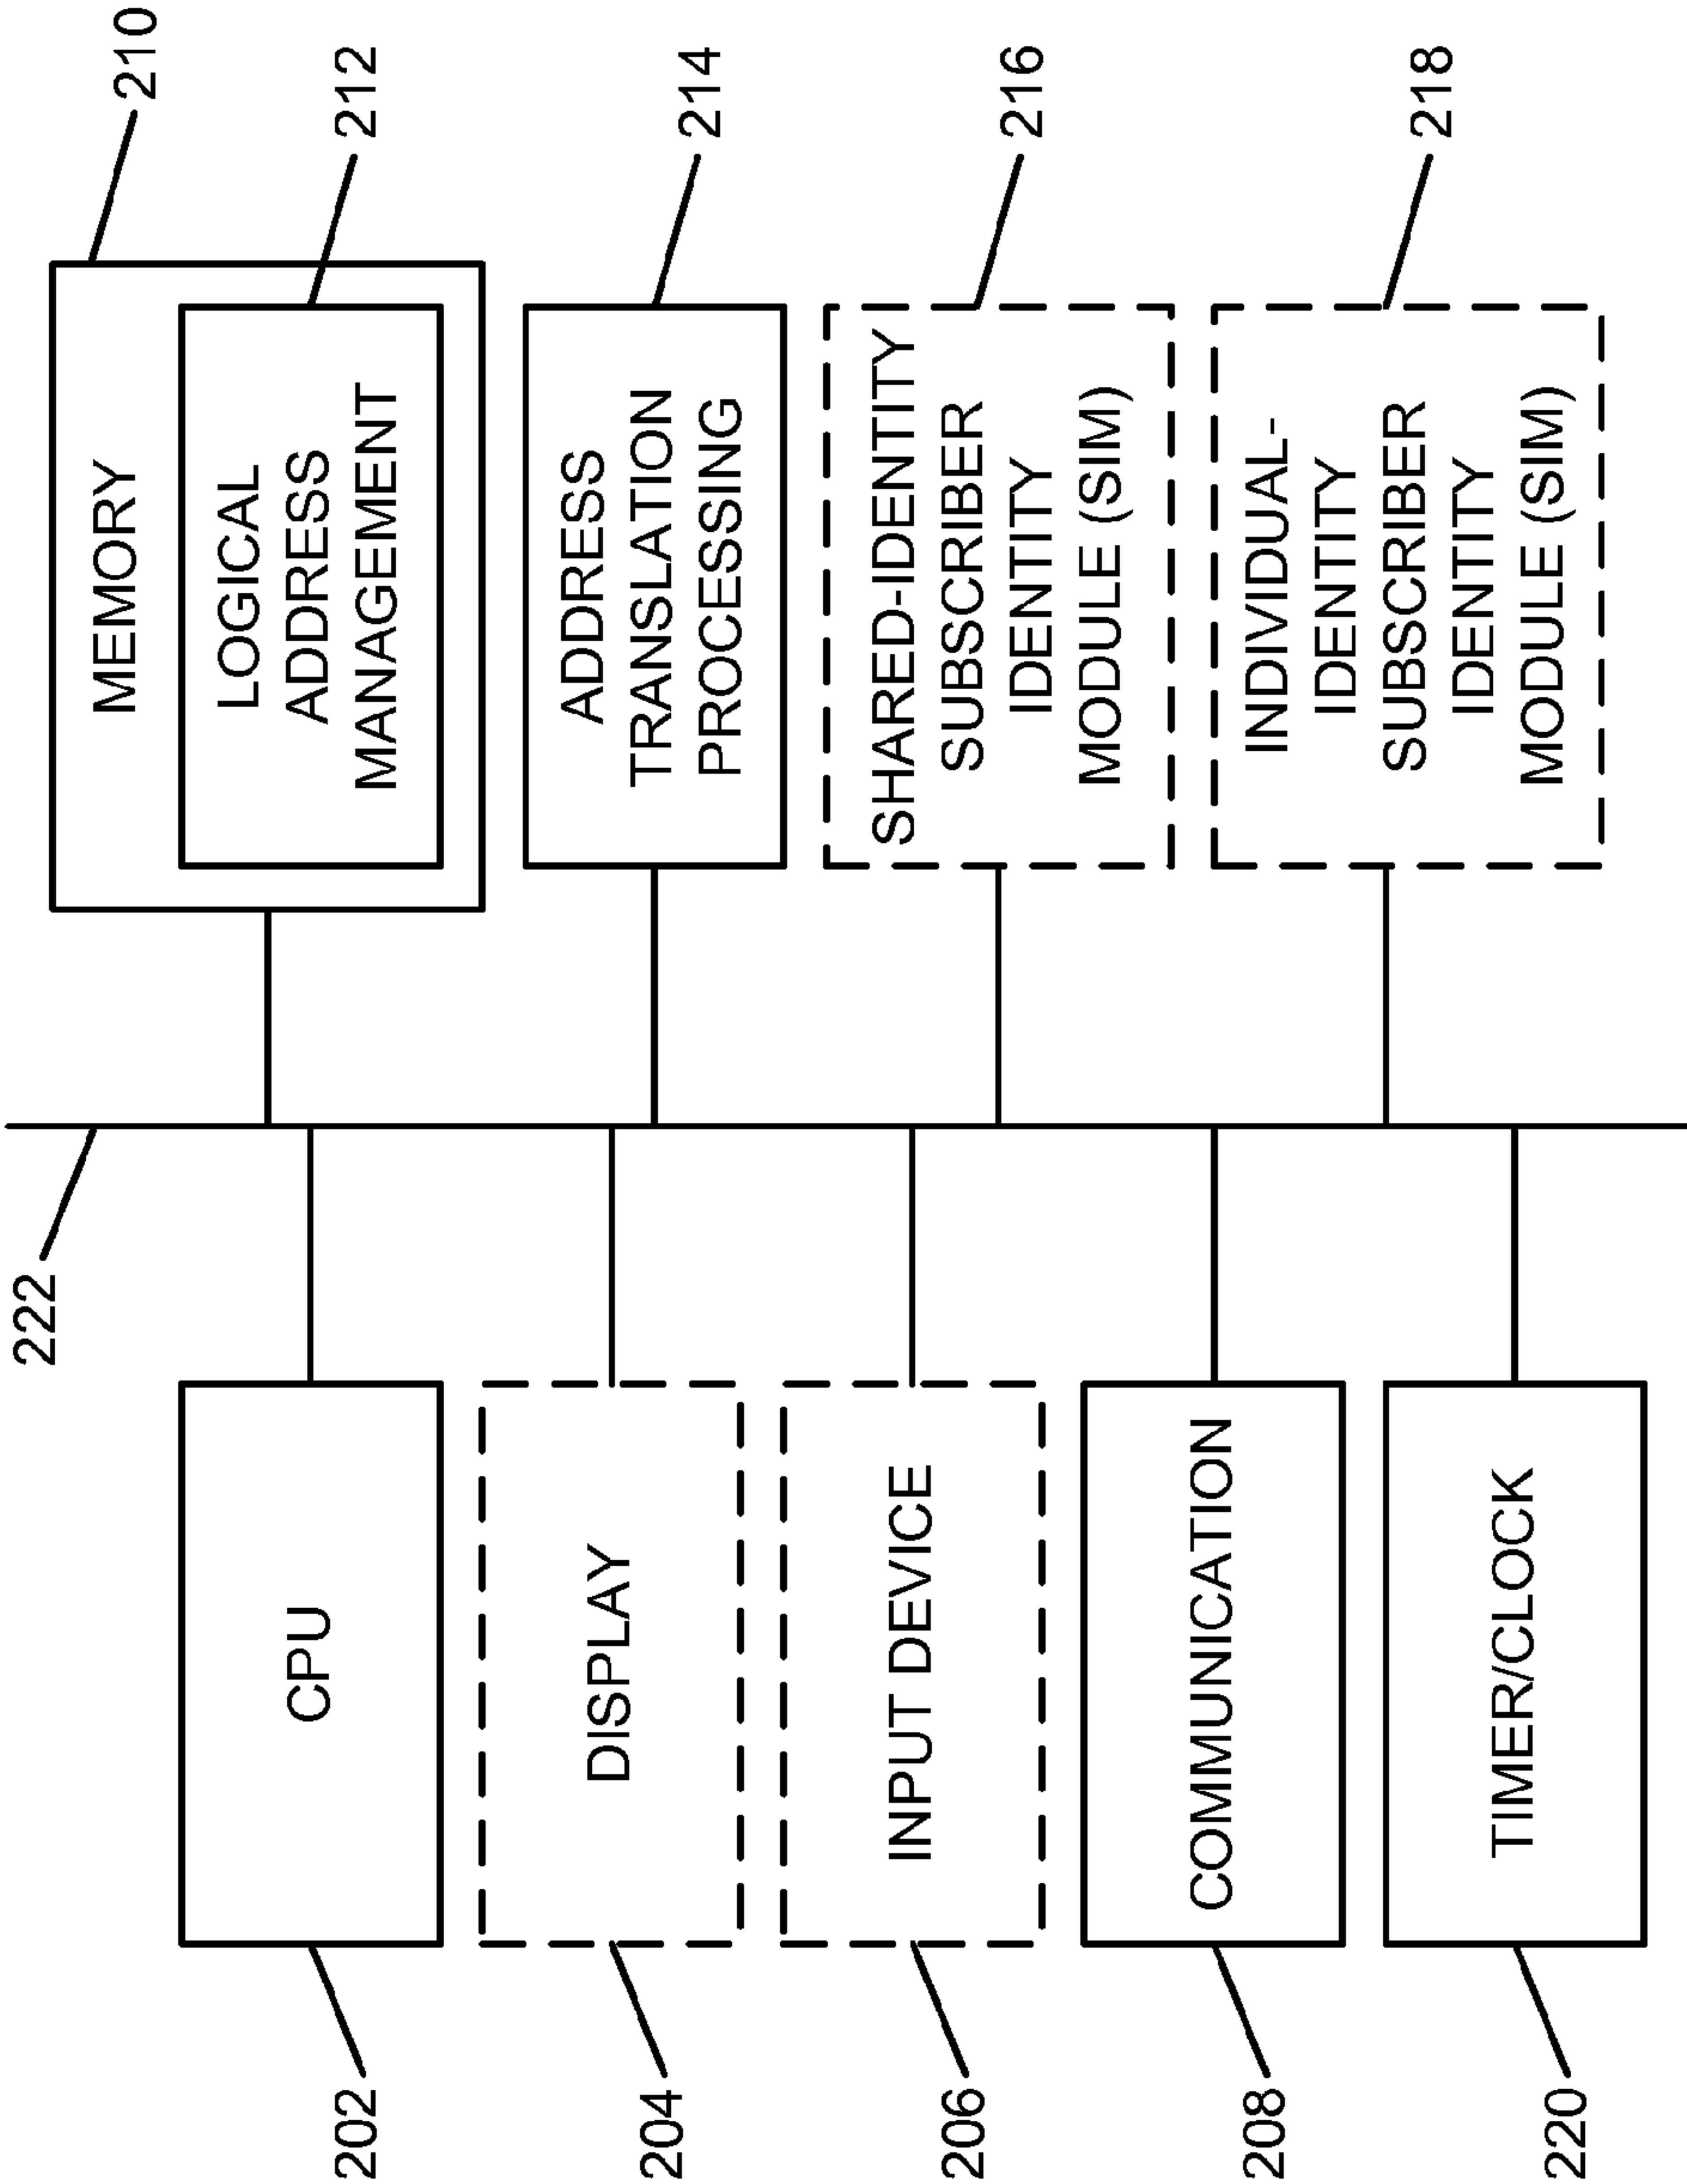 222
CPU
202
DISPLAY
204
INPUT DEVICE
206
COMMUNICATION
208
TIMER/CLOCK
220
MEMORY
210
LOGICAL
ADDRESS
MANAGEMENT
212
ADDRESS
TRANSLATION
PROCESSING
214
SHARED-IDENTITY
SUBSCRIBER
IDENTITY
MODULE (SIM)
216
INDIVIDUAL-
IDENTITY
SUBSCRIBER
IDENTITY
MODULE (SIM)
218